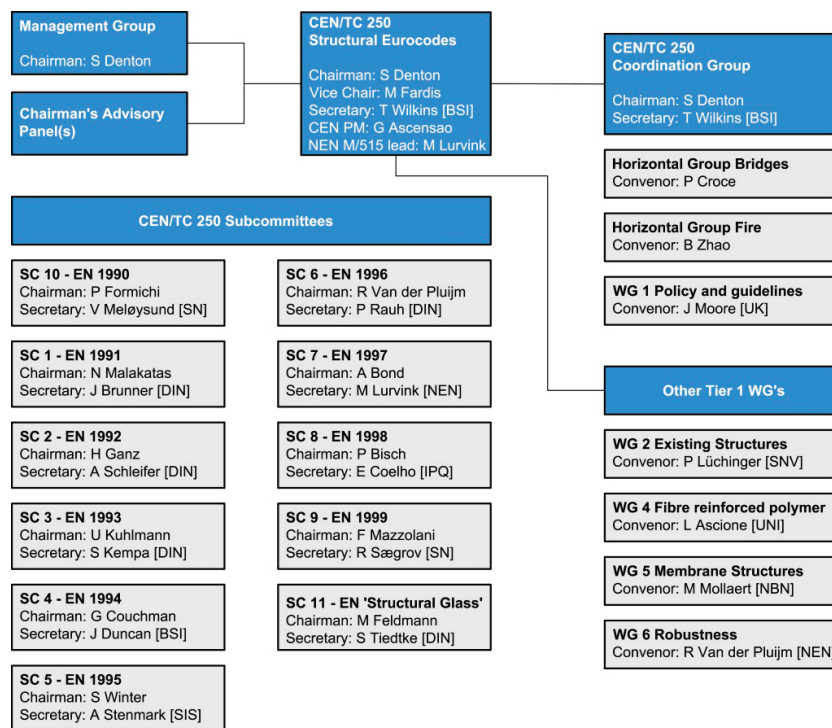 Management Group
Chairman: S Denton
Chairman's Advisory
Panel(s)
CEN/TC 250
Structural Eurocodes
Chairman: S Denton
Vice Chair: M Fardis
Secretary: T Wilkins [BSI]
CEN PM: G Ascensao
NEN M/515 lead: M Lurvink
CEN/TC 250
Coordination Group
Chairman: S Denton
Secretary: T Wilkins [BSI]
Horizontal Group Bridges
Convenor: P Croce
Horizontal Group Fire
Convenor: B Zhao
WG 1 Policy and guidelines
Convenor: J Moore [UK]
CEN/TC 250 Subcommittees
SC 10 - EN 1990
Chairman: P Formichi
Secretary: V Meløysund [SN]
SC 1 - EN 1991
Chairman: N Malakatas
Secretary: J Brunner [DIN]
SC 2 - EN 1992
Chairman: H Ganz
Secretary: A Schleifer [DIN]
SC 3 - EN 1993
Chairman: U Kuhlmann
Secretary: S Kempa [DIN]
SC 4 - EN 1994
Chairman: G Couchman
Secretary: J Duncan [BSI]
SC 5 - EN 1995
Chairman: S Winter
Secretary: A Stenmark [SIS]
SC 6 - EN 1996
Chairman: R Van der Pluijm
Secretary: P Rauh [DIN]
SC 7 - EN 1997
Chairman: A Bond
Secretary: M Lurvink [NEN]
SC 8 - EN 1998
Chairman: P Bisch
Secretary: E Coelho [IPQ]
SC 9 - EN 1999
Chairman: F Mazzolani
Secretary: R Sægrov [SN]
SC 11 - EN 'Structural Glass'
Chairman: M Feldmann
Secretary: S Tiedtke [DIN]
Other Tier 1 WG's
WG 2 Existing Structures
Convenor: P Lüchinger [SNV]
WG 4 Fibre reinforced polymer
Convenor: L Ascione [UNI]
WG 5 Membrane Structures
Convenor: M Mollaert [NBN]
WG 6 Robustness
Convenor: R Van der Pluijm [NEN]